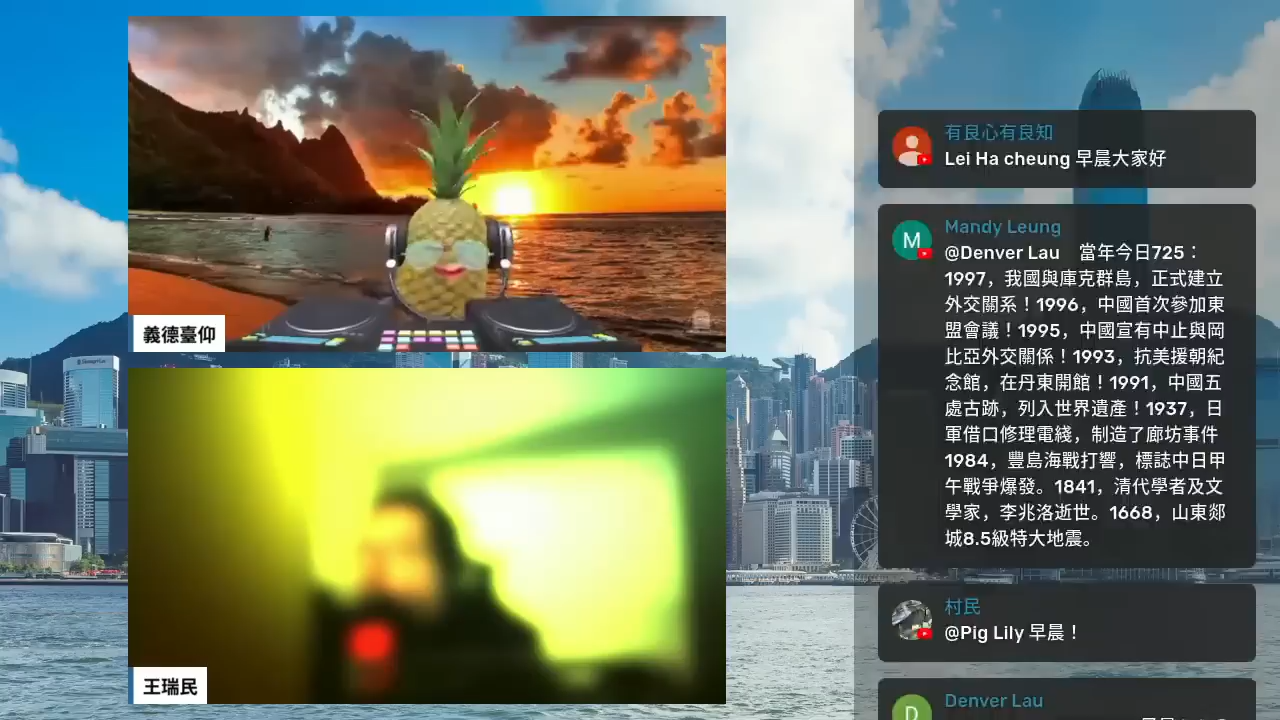 義德臺仰
王瑞民
有良心有良知
Lei Ha cheung 早晨大家好
M
Mandy Leung
@Denver Lau 當年今日725：
1997，我國與庫克群島，正式建立
外交關系！1996，中國首次參加東
盟會議！1995，中國宣有中止與岡
比亞外交關係！1993，抗美援朝紀
念館，在丹東開館！1991，中國五
處古跡，列入世界遺產！1937，日
軍借口修理電綫，制造了廊坊事件
1984，豐島海戰打響，標誌中日甲
午戰爭爆發。1841，清代學者及文
學家，李兆洛逝世。1668，山東郯
城8.5級特大地震。
村民
@Pig Lily 早晨！
D
Denver Lau